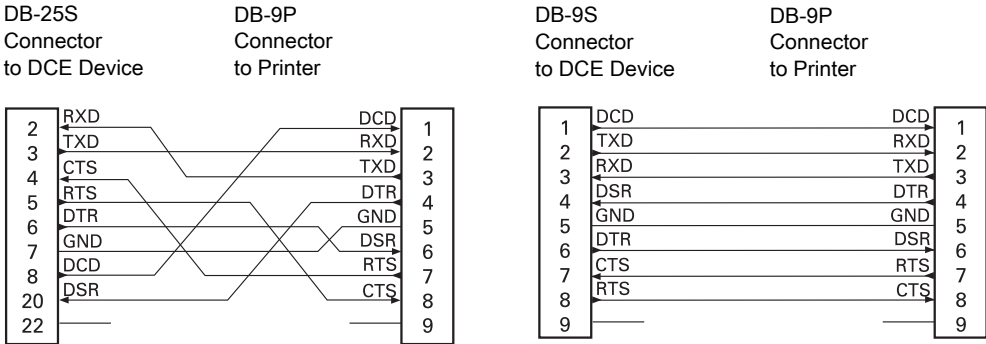 DB-25S
Connector
to DCE Device
DB-9P
Connector
to Printer
2 RXD DCD 1
3 TXD RXD 2
4 CTS TXD 3
5 RTS DTR 4
6 DTR GND 5
7 GND DSR 6
8 DCD RTS 7
20 DSR CTS 8
22 9
DB-9S
Connector
to DCE Device
DB-9P
Connector
to Printer
1 DCD DCD 1
2 TXD RXD 2
3 RXD TXD 3
4 DSR DTR 4
5 GND GND 5
6 DTR DSR 6
7 CTS RTS 7
8 RTS CTS 8
9 9